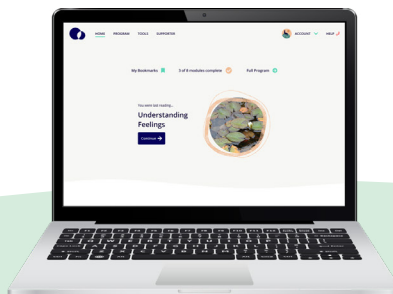 HOME PROGRAM TOOLS SUPPORTER ACCOUNT HELP
My Bookmarks 3 of 8 modules complete Full Program
You were last reading...
Understanding
Feelings
Continue →